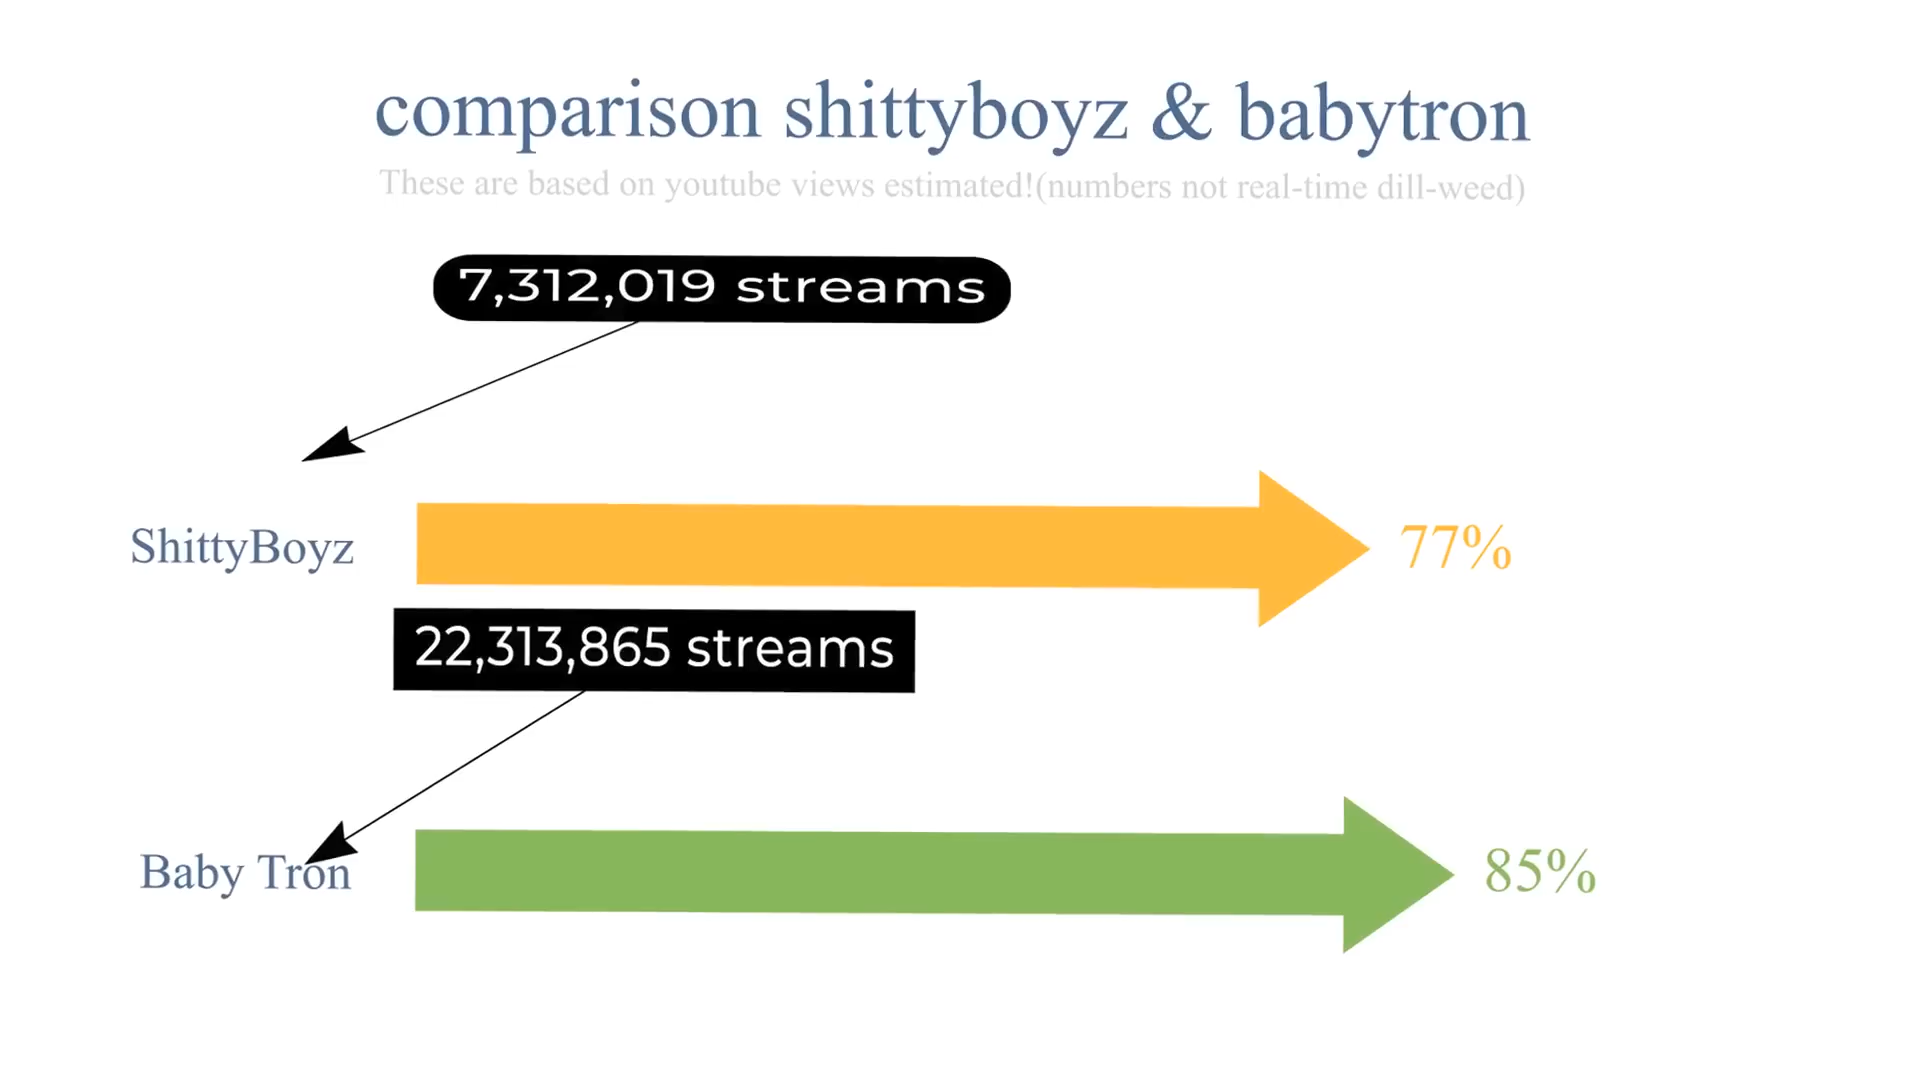 comparison shittyboyz & babytron
These are based on youtube views estimated!(numbers not real-time dill-weed)
7,312,019 streams
ShittyBoyz
77%
22,313,865 streams
Baby Tron
85%